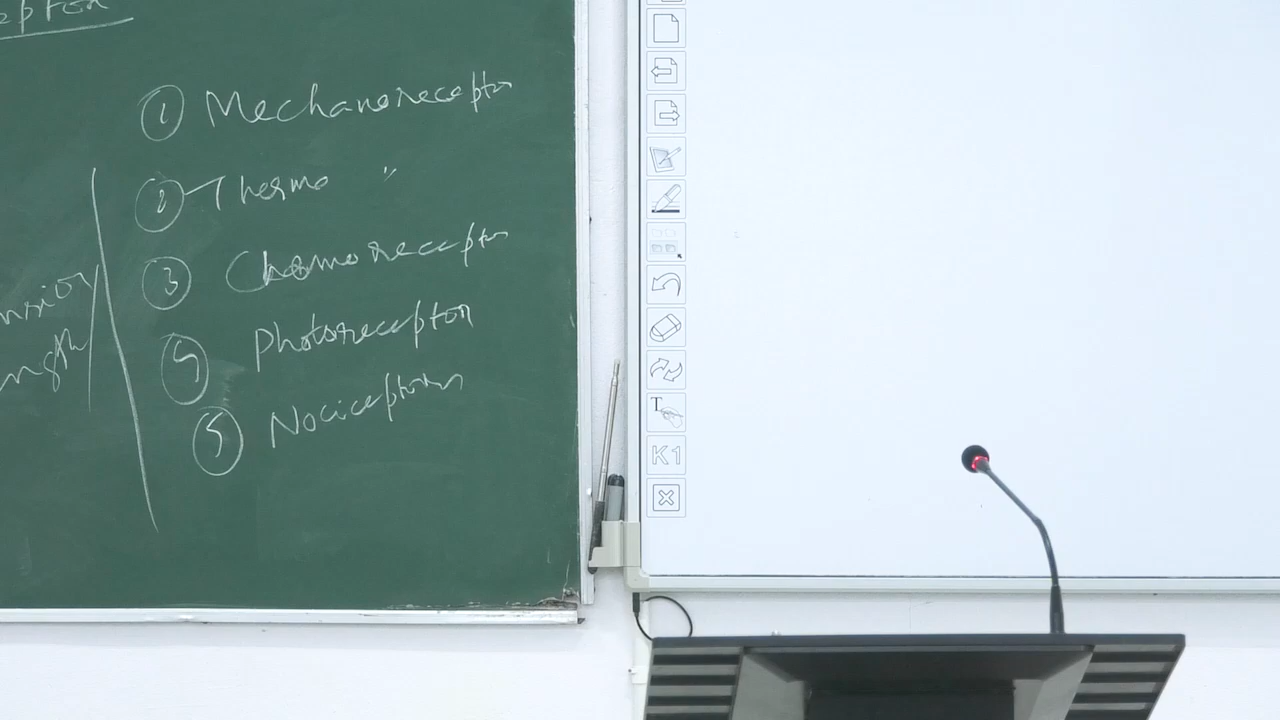 ① Mechanoreceptor
② Thermo "
③ Chemoreceptor
④ Photoreceptor
⑤ Nociceptors
T
K1